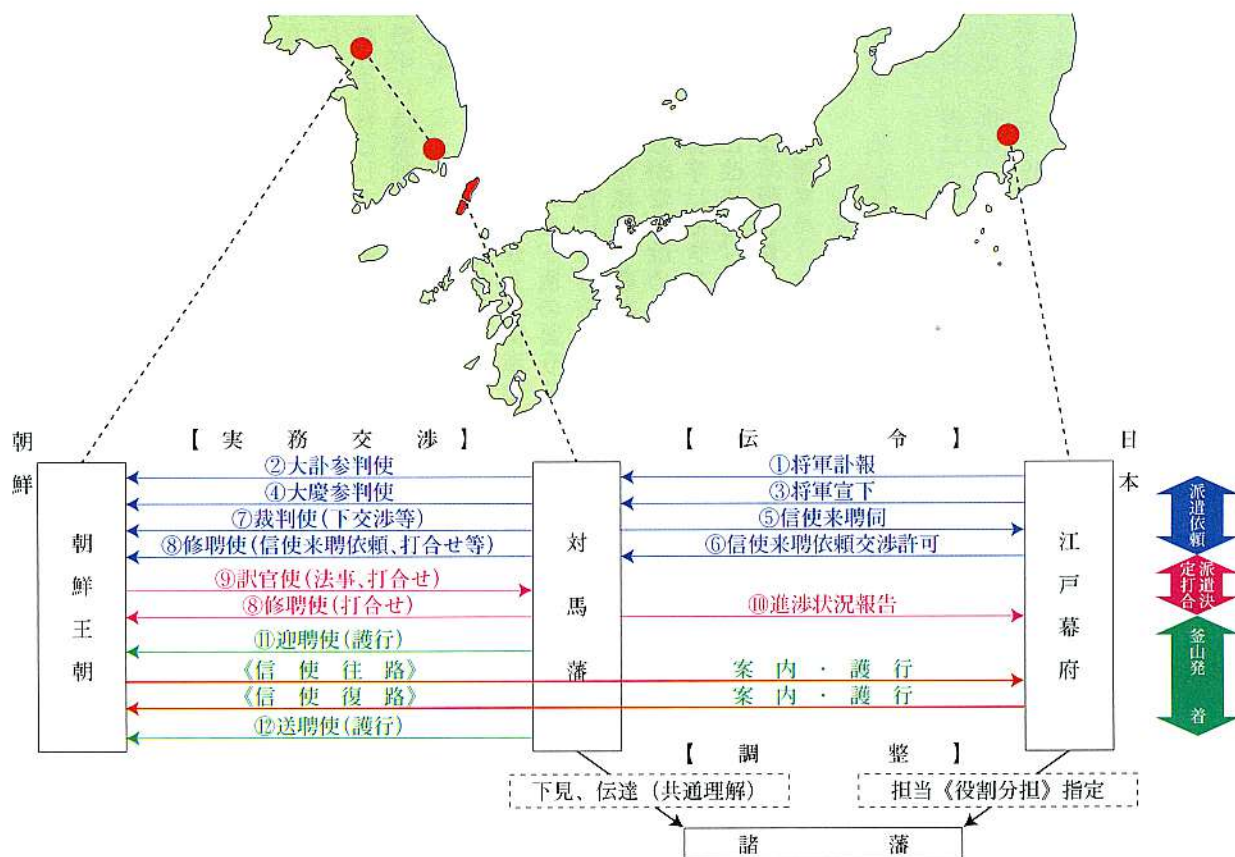 朝鮮
【実務交渉】
【伝令】
日本
②大訃参判使
①将軍訃報
④大慶参判使
③将軍宣下
⑦裁判使(下交渉等)
⑤信使来聘伺
⑧修聘使(信使来聘依頼、打合せ等)
⑥信使来聘依頼交渉許可
⑨訳官使(法事、打合せ)
⑧修聘使(打合せ)
⑩進渉状況報告
⑪迎聘使(護行)
《信使往路》
案内・護行
《信使復路》
案内・護行
⑫送聘使(護行)
朝鮮王朝
対馬藩
江戸幕府
派遣依頼
派遣決
定打合
釜山発着
【調整】
下見、伝達(共通理解)
担当《役割分担》指定
諸藩